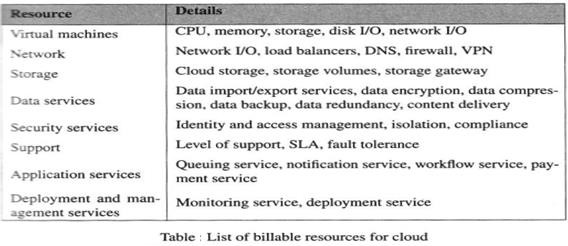 Resource Details
Virtual machines CPU, memory, storage, disk I/O, network I/O
Network Network I/O, load balancers, DNS, firewall, VPN
Storage Cloud storage, storage volumes, storage gateway
Data services Data import/export services, data encryption, data compres-
sion, data backup, data redundancy, content delivery
Security services Identity and access management, isolation, compliance
Support Level of support, SLA, fault tolerance
Application services Queuing service, notification service, workflow service, pay-
ment service
Deployment and man-
agement services Monitoring service, deployment service
Table : List of billable resources for cloud